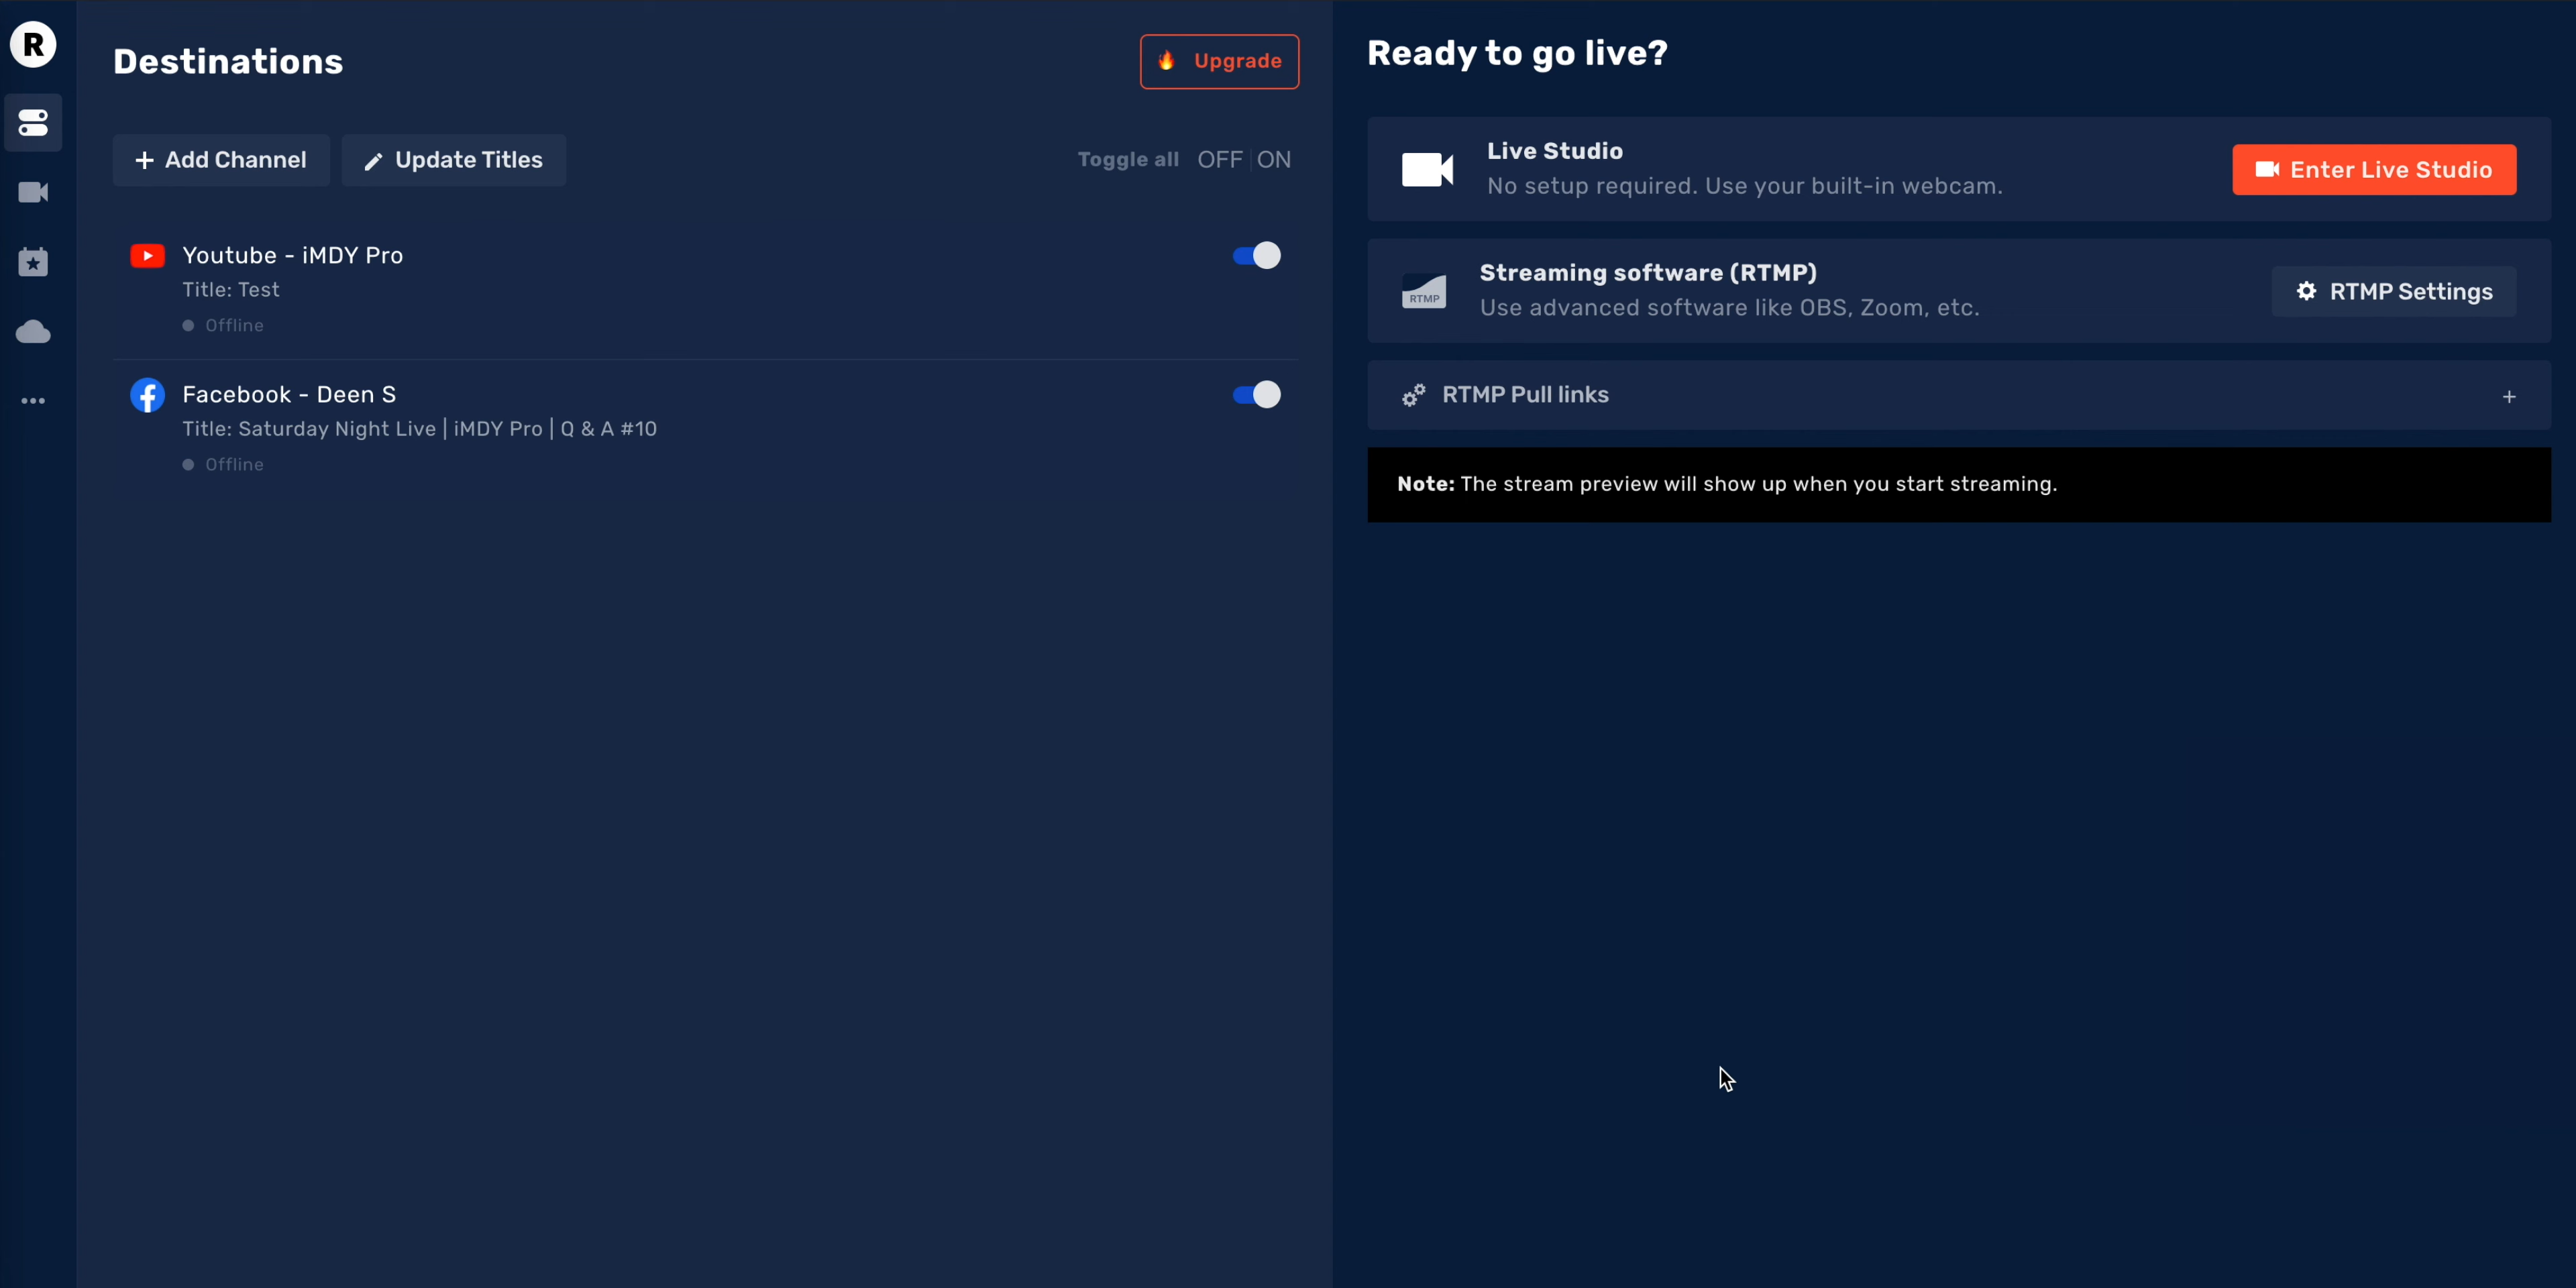 R
Destinations
Upgrade
Add Channel
Update Titles
Toggle all OFF ON
Youtube - iMDY Pro
Title: Test
Offline
Facebook - Deen S
Title: Saturday Night Live | iMDY Pro | Q & A #10
Offline
Ready to go live?
Live Studio
No setup required. Use your built-in webcam.
Enter Live Studio
RTMP
Streaming software (RTMP)
Use advanced software like OBS, Zoom, etc.
RTMP Settings
RTMP Pull links
Note: The stream preview will show up when you start streaming.